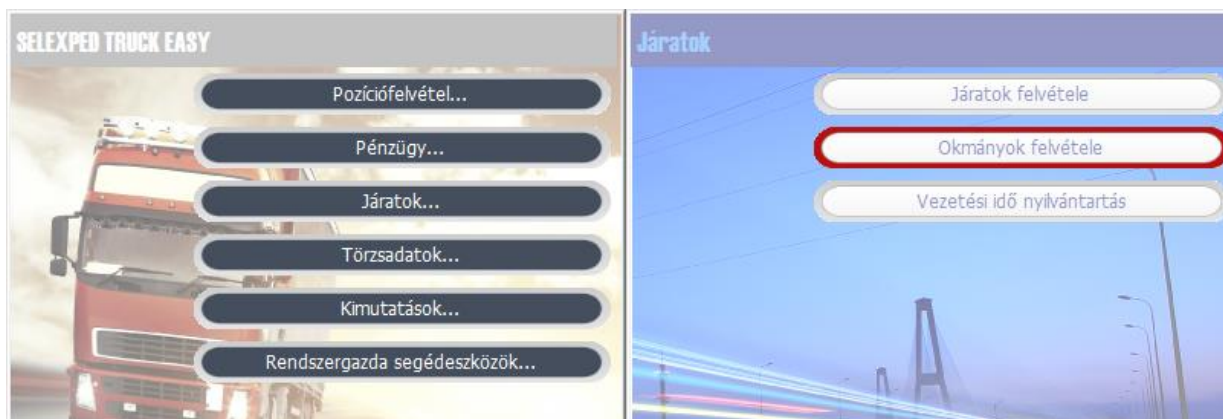 SELEXPED TRUCK EASY
Pozíciófelvétel...
Pénzügy...
Járatok...
Törzsadatok...
Kimutatások...
Rendszergazda segédeszközök...
Járatok
Járatok felvétele
Okmányok felvétele
Vezetési idő nyilvántartás